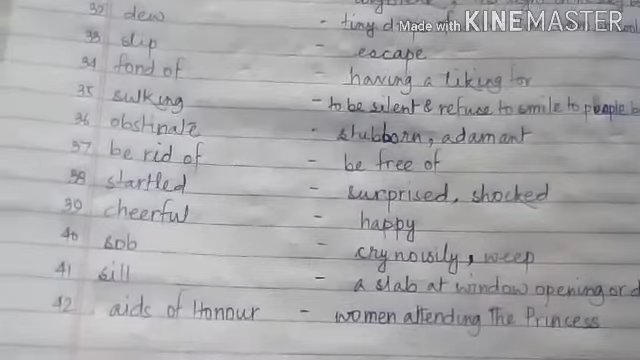 32 dew - tiny drops of
Made with KINEMASTER
33 slip - escape
34 fond of - having a liking for
35 sulking - to be silent & refuse to smile to people b
36 obstinate - stubborn, adamant
37 be rid of - be free of
38 startled - surprised, shocked
39 cheerful - happy
40 sob - cry nousily, weep
41 sill - a slab at window opening or d
42 aids of Honour - women attending The Princess